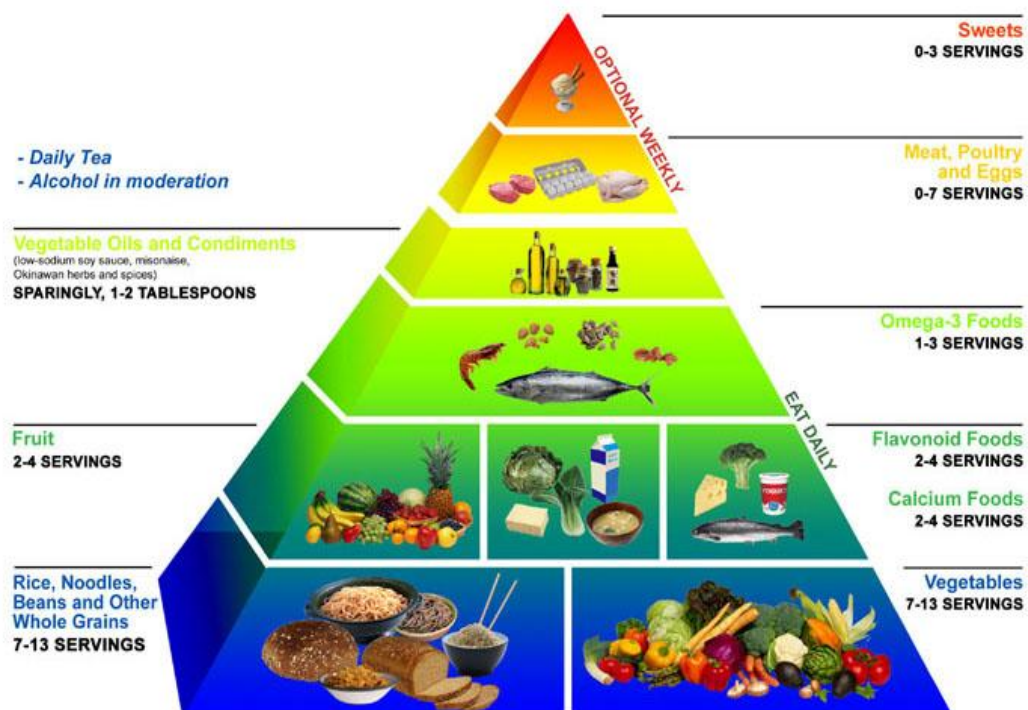 Sweets
0-3 SERVINGS
OPTIONAL WEEKLY
- Daily Tea
- Alcohol in moderation
Meat, Poultry
and Eggs
0-7 SERVINGS
Vegetable Oils and Condiments
(low-sodium soy sauce, misonaise,
Okinawan herbs and spices)
SPARINGLY, 1-2 TABLESPOONS
Omega-3 Foods
1-3 SERVINGS
EAT DAILY
Fruit
2-4 SERVINGS
Flavonoid Foods
2-4 SERVINGS
Calcium Foods
2-4 SERVINGS
Rice, Noodles,
Beans and Other
Whole Grains
7-13 SERVINGS
Vegetables
7-13 SERVINGS